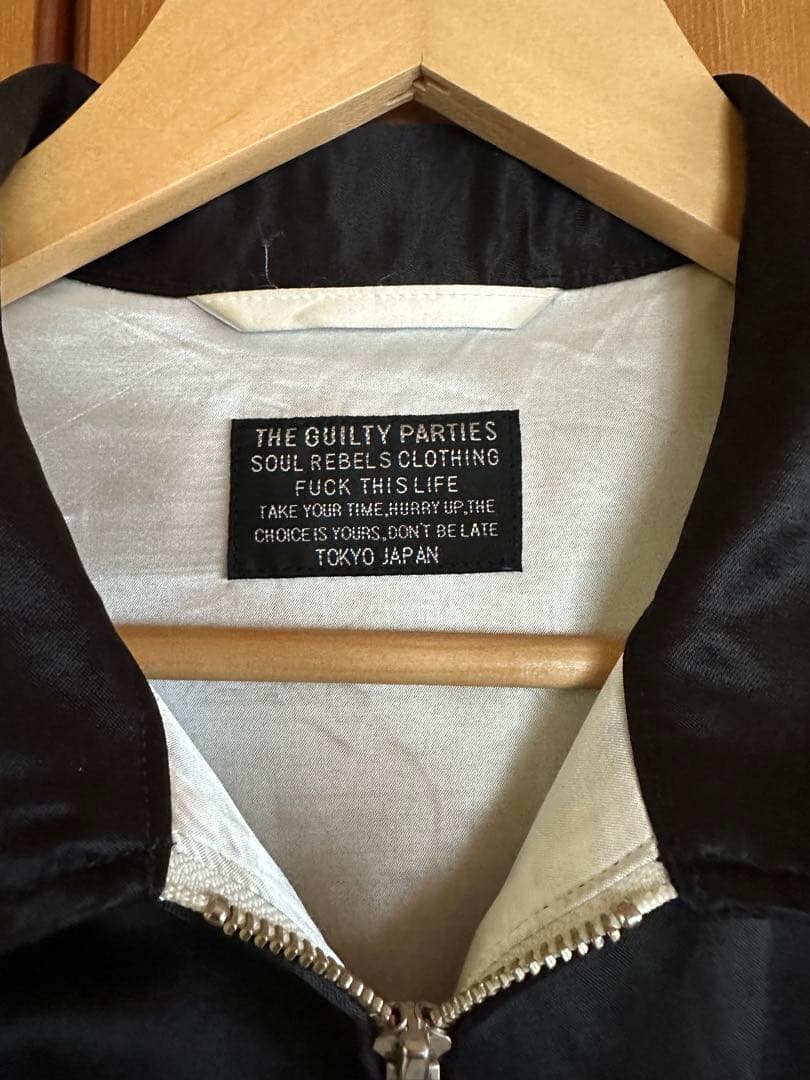 THE GUILTY PARTIES
SOUL REBELS CLOTHING
FUCK THIS LIFE
TAKE YOUR TIME,HURRY UP,THE
CHOICE IS YOURS,DON'T BE LATE
TOKYO JAPAN